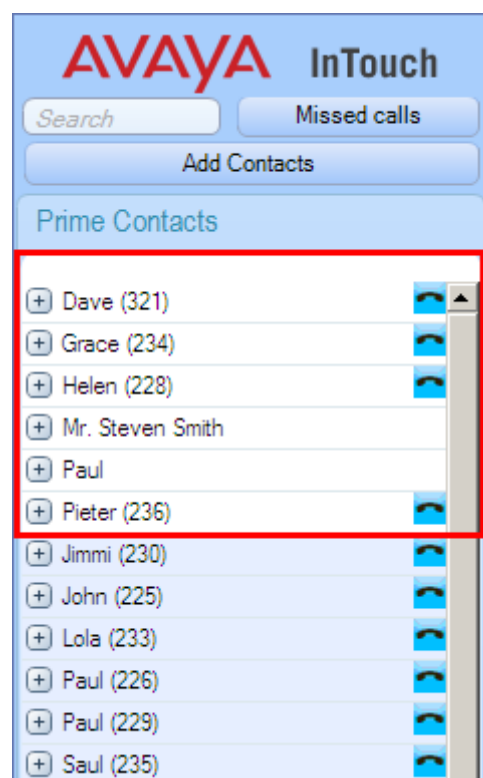 AVAYA InTouch
Search Missed calls
Add Contacts
Prime Contacts
Dave (321)
Grace (234)
Helen (228)
Mr. Steven Smith
Paul
Pieter (236)
Jimmi (230)
John (225)
Lola (233)
Paul (226)
Paul (229)
Saul (235)